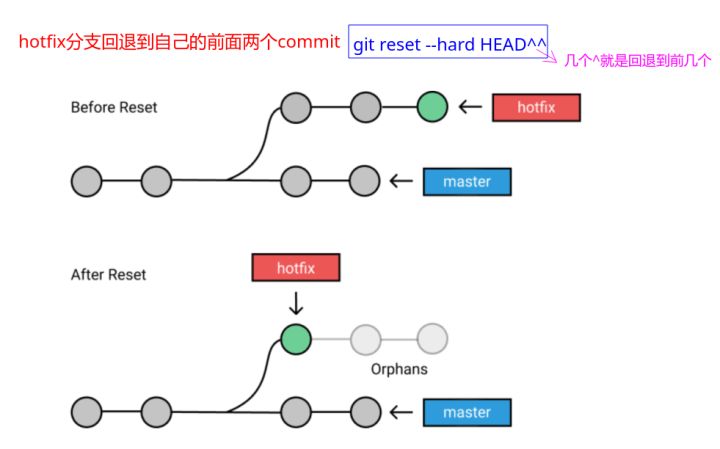 hotfix分支回退到自己的前面两个commit
git reset --hard HEAD^^
几个^就是回退到前几个
Before Reset
hotfix
master
After Reset
hotfix
Orphans
master